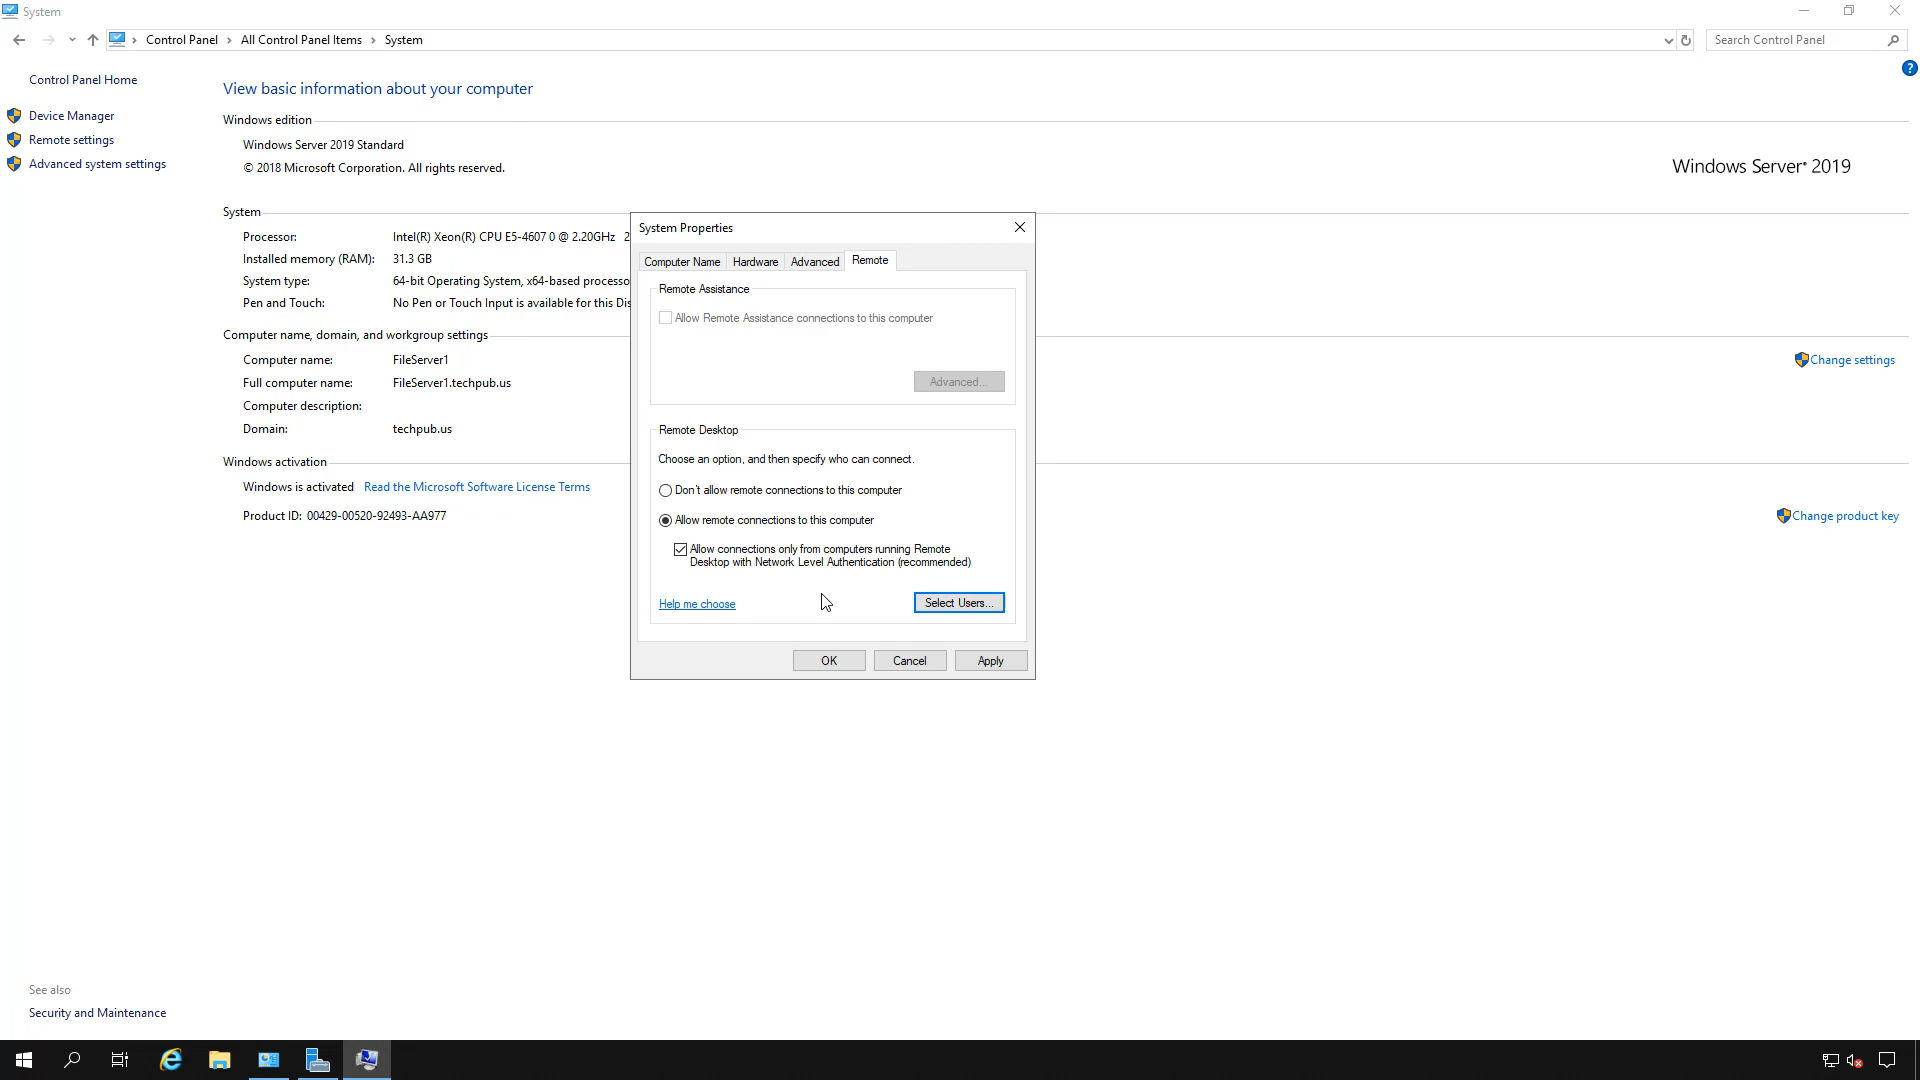 System
Control Panel > All Control Panel Items > System
Search Control Panel
?
Control Panel Home
Device Manager
Remote settings
Advanced system settings
View basic information about your computer
Windows edition
Windows Server 2019 Standard
© 2018 Microsoft Corporation. All rights reserved.
Windows Server® 2019
System
Processor: Intel(R) Xeon(R) CPU E5-4607 0 @ 2.20GHz 2
Installed memory (RAM): 31.3 GB
System type: 64-bit Operating System, x64-based processo
Pen and Touch: No Pen or Touch Input is available for this Dis
Computer name, domain, and workgroup settings
Computer name: FileServer1
Full computer name: FileServer1.techpub.us
Computer description:
Domain: techpub.us
Change settings
Windows activation
Windows is activated Read the Microsoft Software License Terms
Product ID: 00429-00520-92493-AA977
Change product key
System Properties
Computer Name Hardware Advanced Remote
Remote Assistance
Allow Remote Assistance connections to this computer
Advanced...
Remote Desktop
Choose an option, and then specify who can connect.
Don't allow remote connections to this computer
Allow remote connections to this computer
Allow connections only from computers running Remote
Desktop with Network Level Authentication (recommended)
Help me choose
Select Users...
OK Cancel Apply
See also
Security and Maintenance